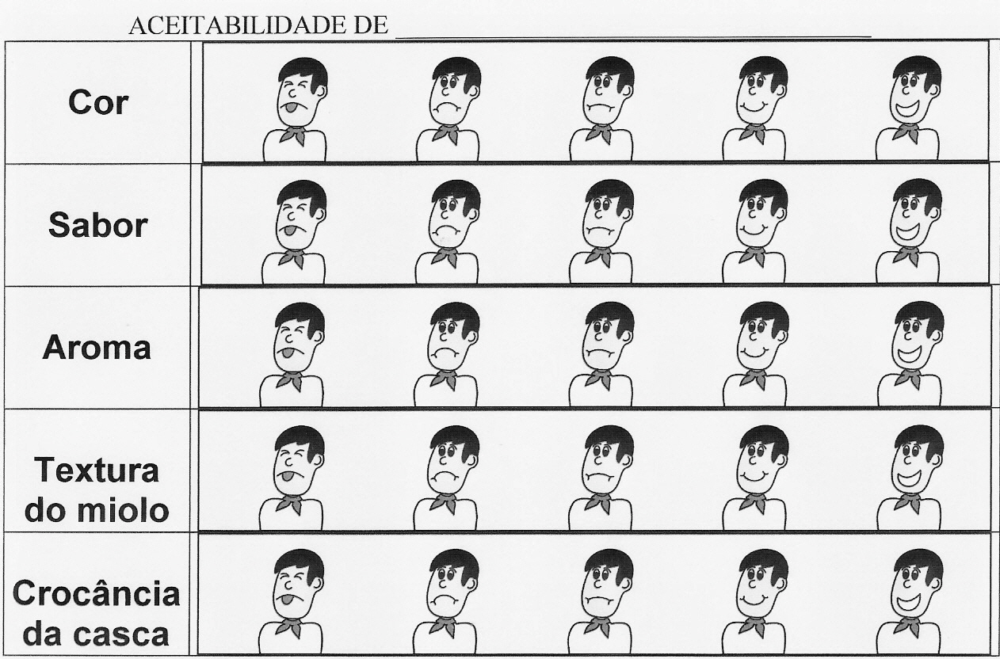 ACEITABILIDADE DE
Cor
Sabor
Aroma
Textura
do miolo
Crocância
da casca